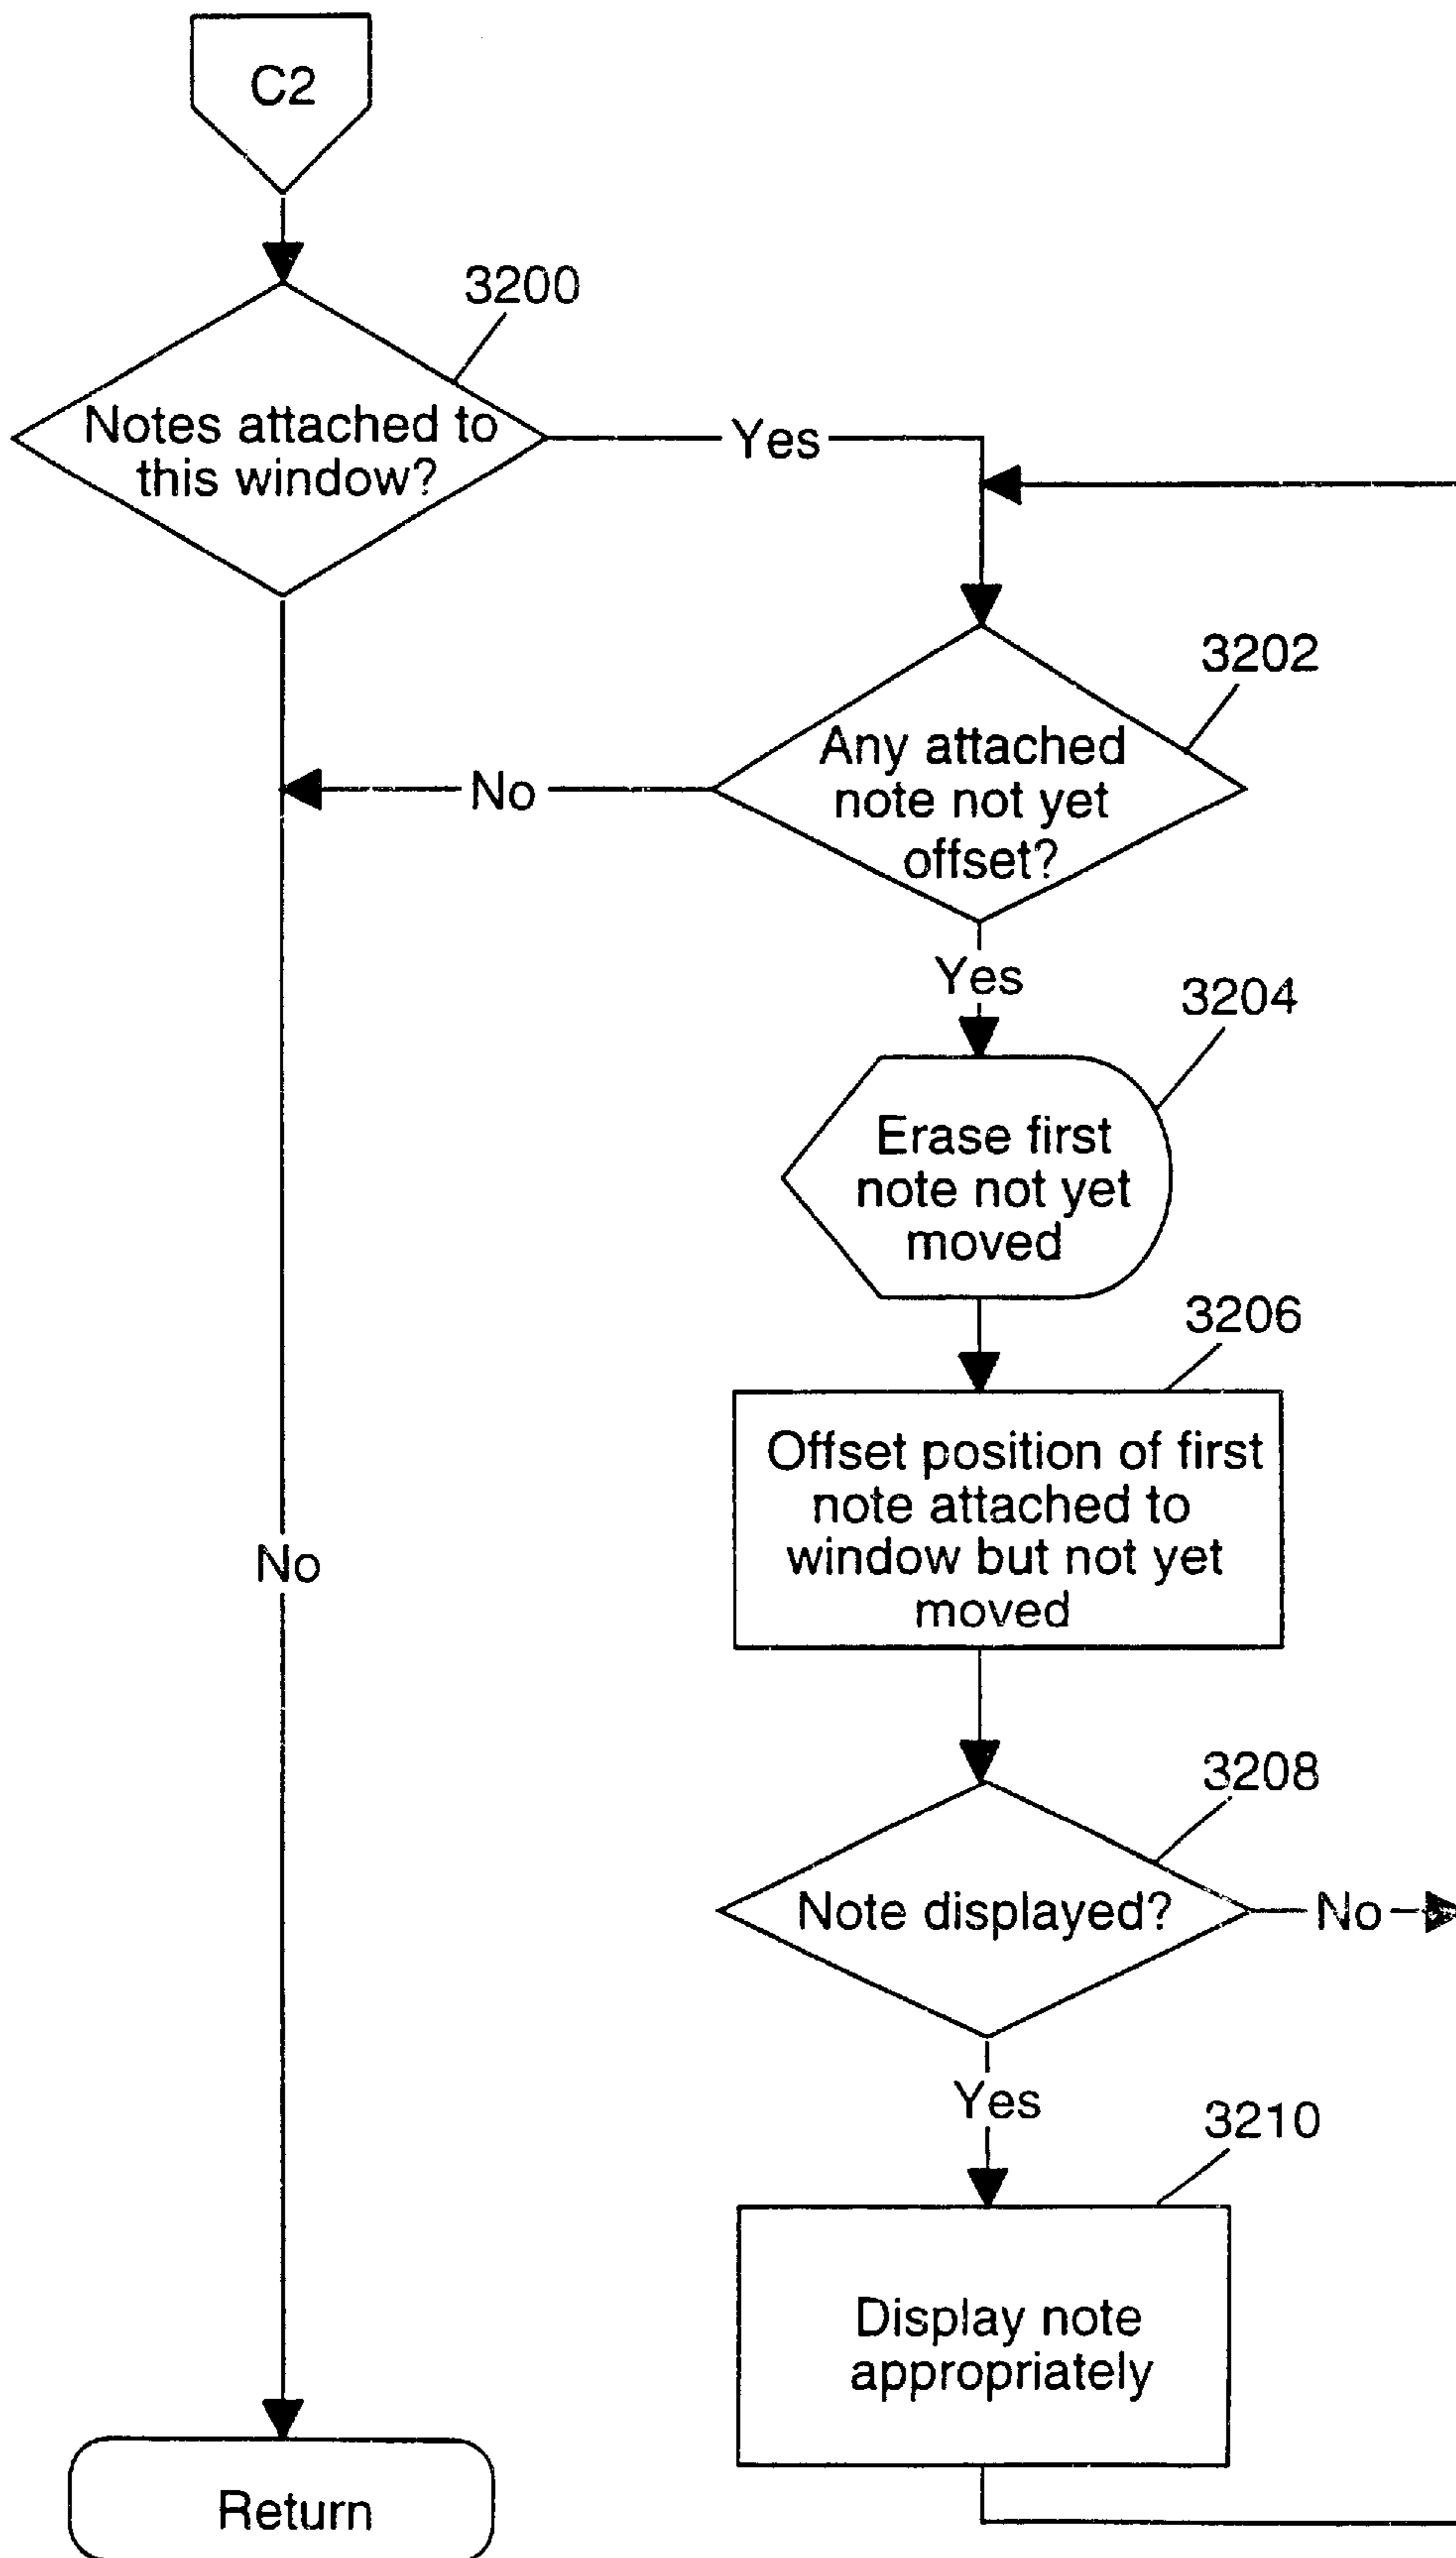 C2
3200
Notes attached to
this window?
Yes
3202
Any attached
note not yet
offset?
No
Yes
3204
Erase first
note not yet
moved
3206
Offset position of first
note attached to
window but not yet
moved
No
3208
Note displayed?
No
Yes
3210
Display note
appropriately
Return